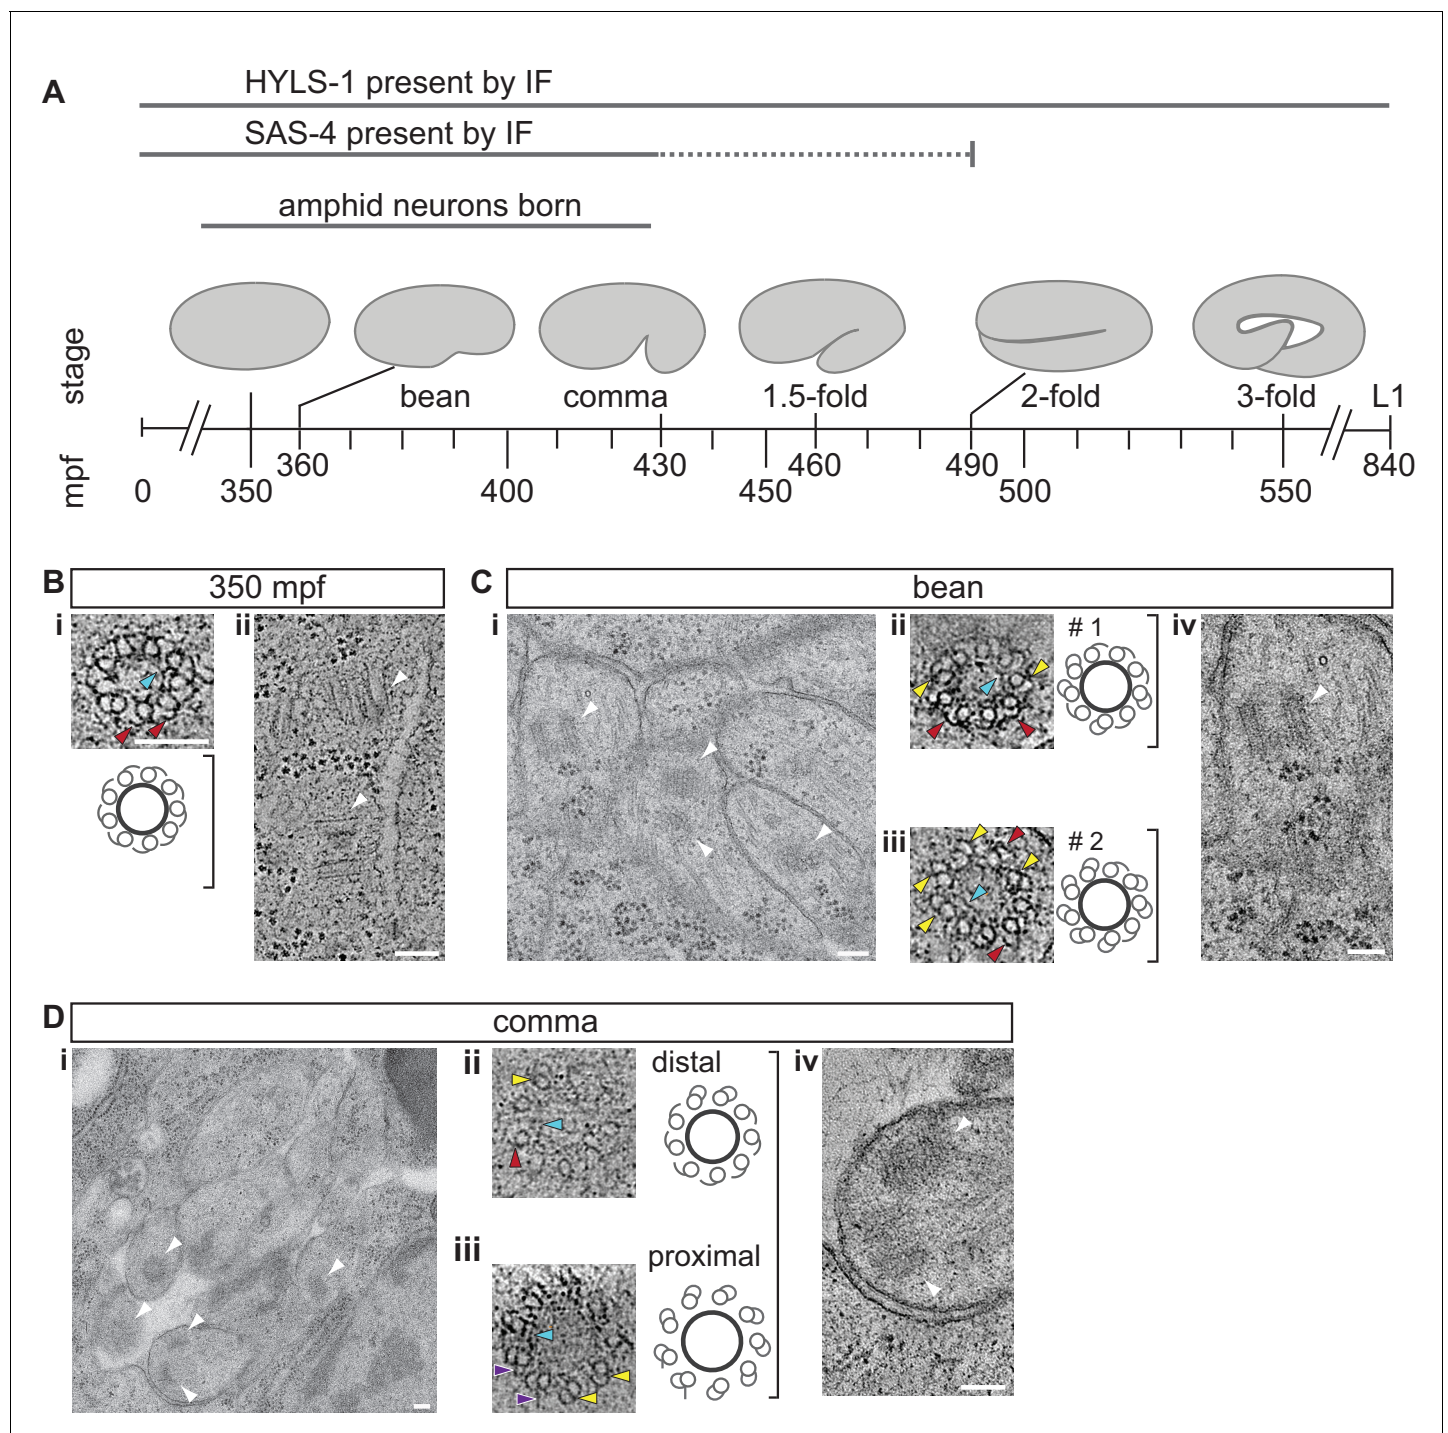 A
HYLS-1 present by IF
SAS-4 present by IF
amphid neurons born
stage
bean
comma
1.5-fold
2-fold
3-fold
L1
mpf
360
430
460
490
840
0
350
400
450
500
550
B
350 mpf
i
ii
C
bean
i
ii
# 1
iii
# 2
iv
D
comma
i
ii
distal
iii
proximal
iv